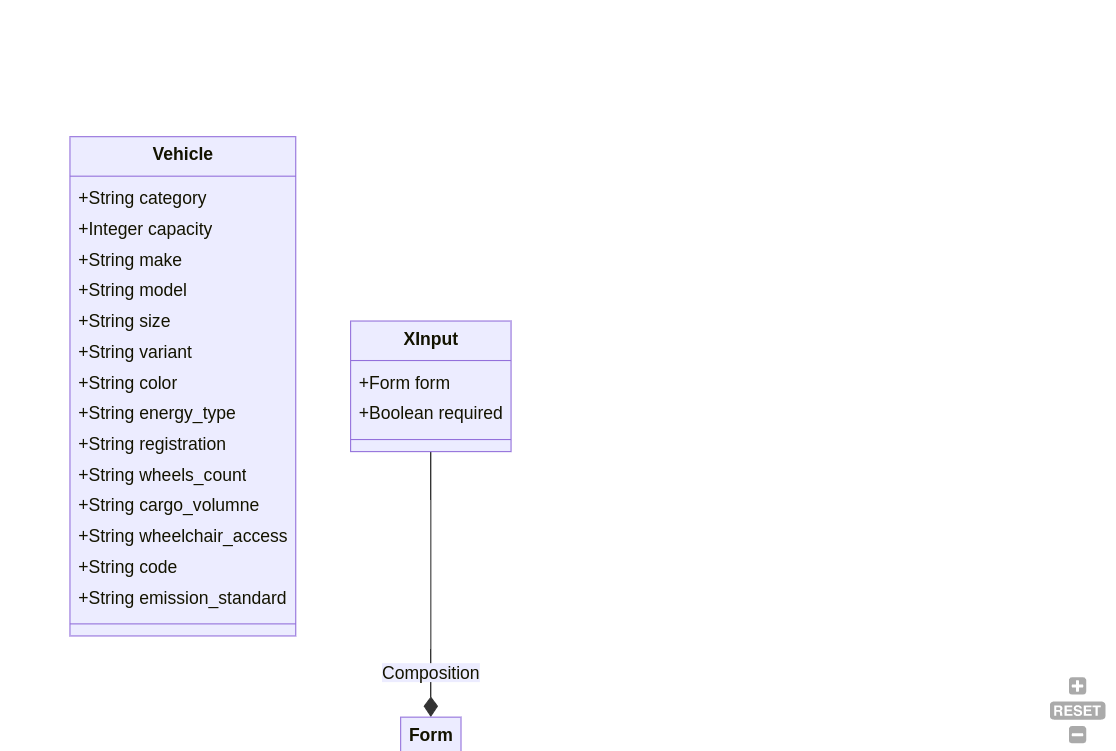 Vehicle
+String category
+Integer capacity
+String make
+String model
+String size
+String variant
+String color
+String energy_type
+String registration
+String wheels_count
+String cargo_volumne
+String wheelchair_access
+String code
+String emission_standard
XInput
+Form form
+Boolean required
Composition
Form
RESET